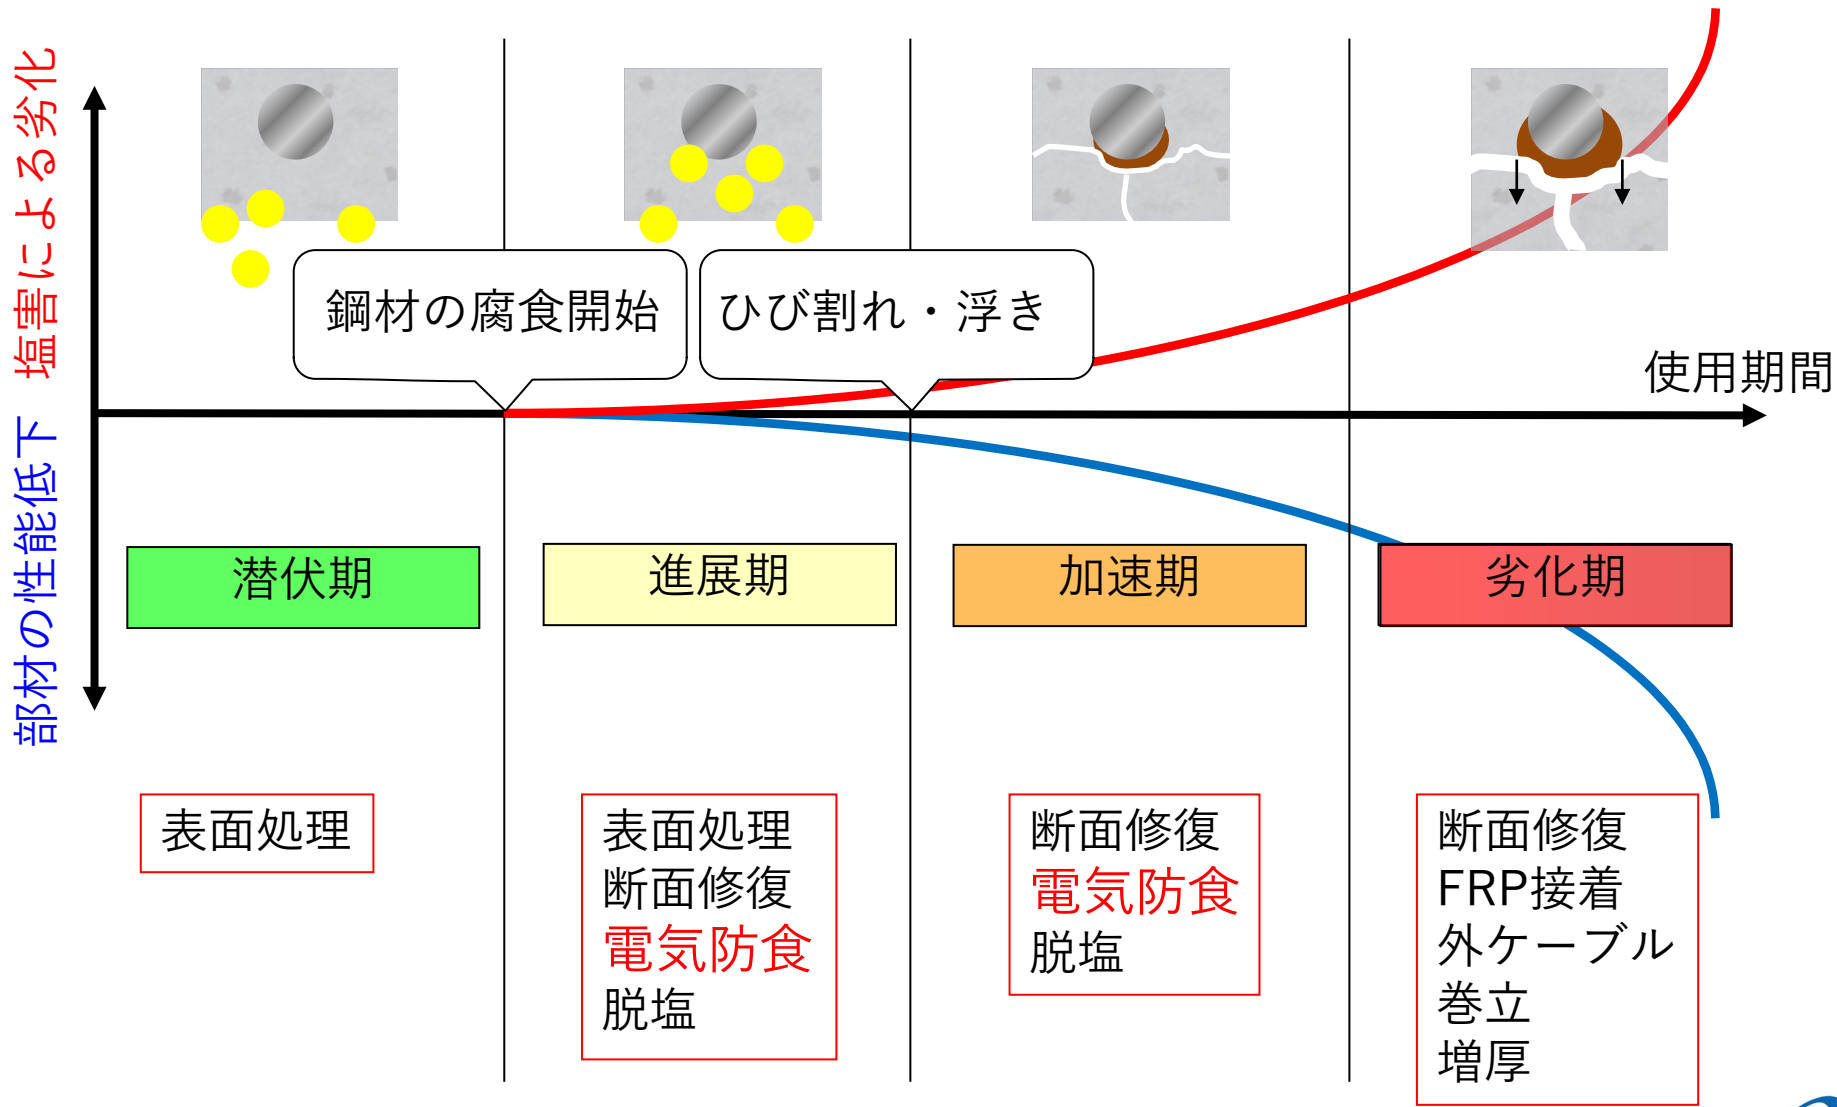 塩害による劣化
部材の性能低下
鋼材の腐食開始
ひび割れ・浮き
使用期間
潜伏期
進展期
加速期
劣化期
表面処理
表面処理
断面修復
電気防食
脱塩
断面修復
電気防食
脱塩
断面修復
FRP接着
外ケーブル
巻立
増厚